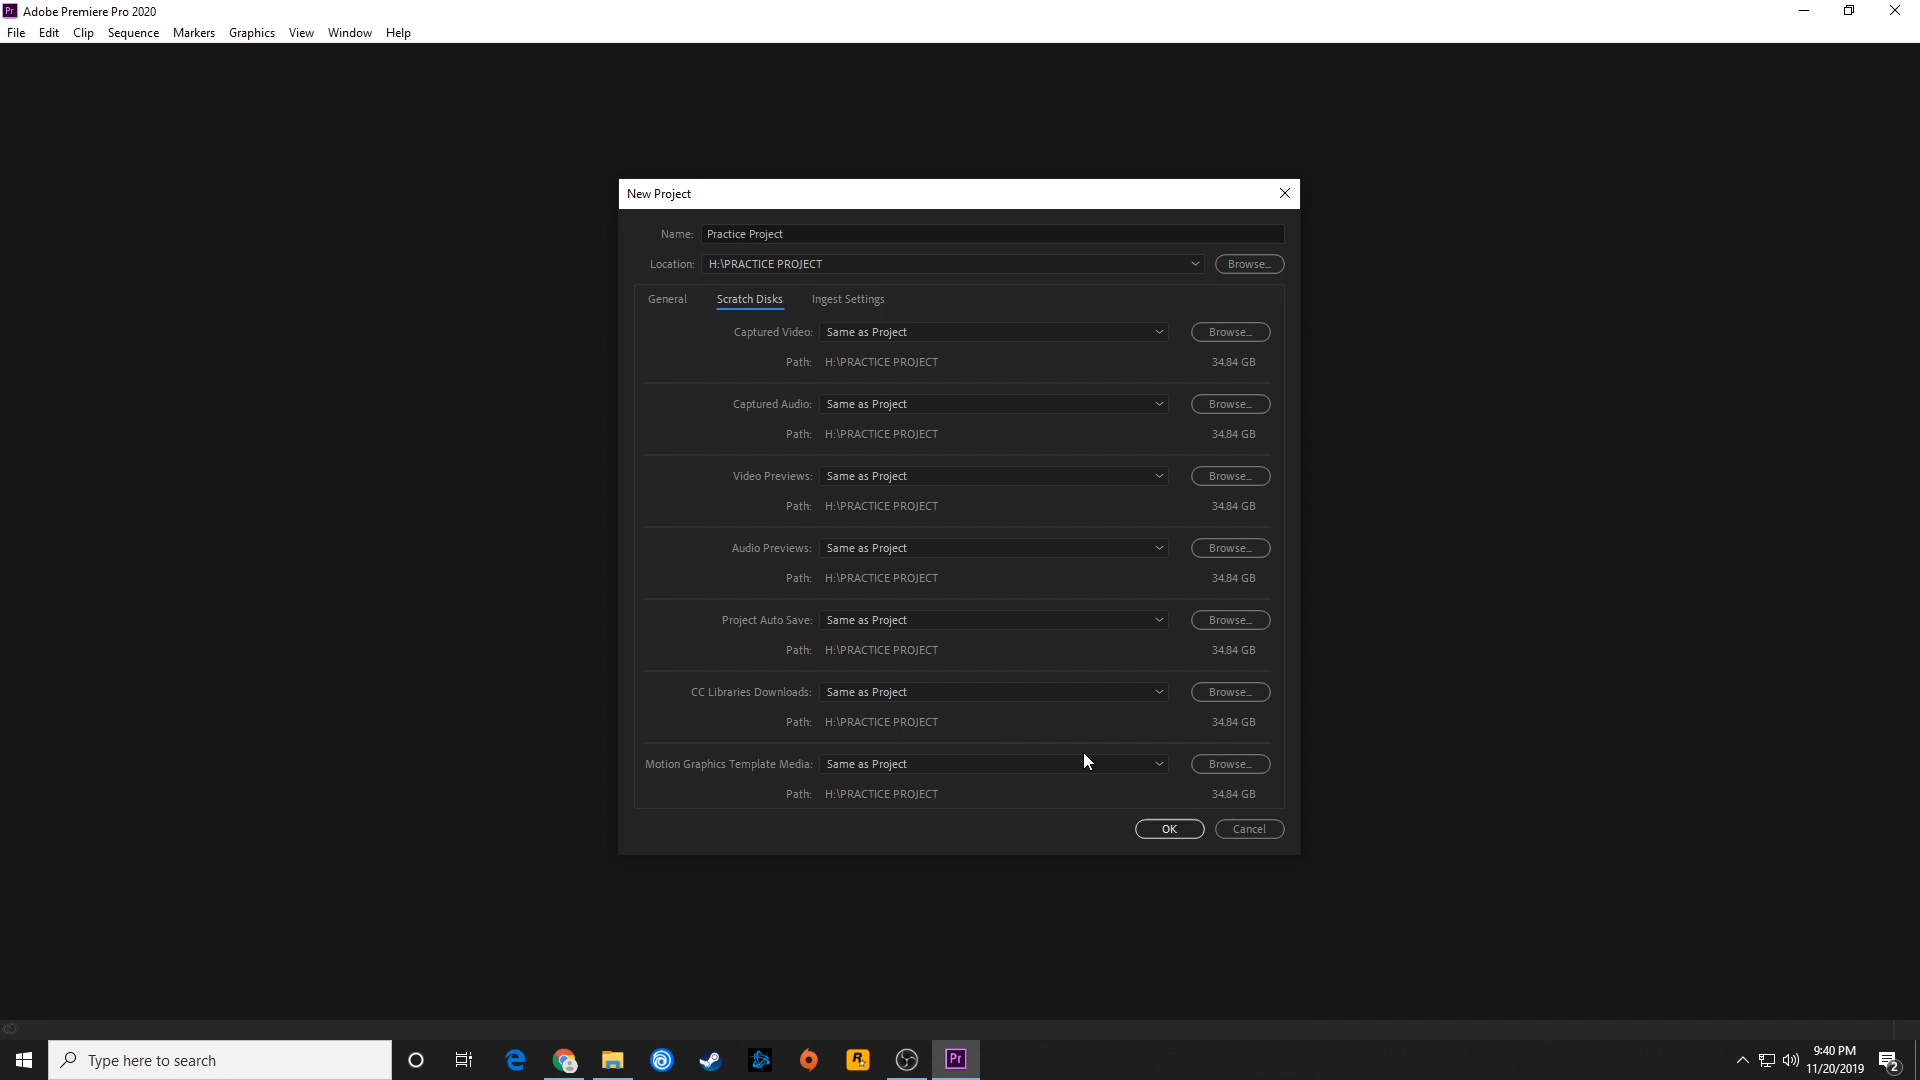 Pr Adobe Premiere Pro 2020
File Edit Clip Sequence Markers Graphics View Window Help
New Project
Name: Practice Project
Location: H:\PRACTICE PROJECT Browse...
General Scratch Disks Ingest Settings
Captured Video: Same as Project Browse...
Path: H:\PRACTICE PROJECT 34.84 GB
Captured Audio: Same as Project Browse...
Path: H:\PRACTICE PROJECT 34.84 GB
Video Previews: Same as Project Browse...
Path: H:\PRACTICE PROJECT 34.84 GB
Audio Previews: Same as Project Browse...
Path: H:\PRACTICE PROJECT 34.84 GB
Project Auto Save: Same as Project Browse...
Path: H:\PRACTICE PROJECT 34.84 GB
CC Libraries Downloads: Same as Project Browse...
Path: H:\PRACTICE PROJECT 34.84 GB
Motion Graphics Template Media: Same as Project Browse...
Path: H:\PRACTICE PROJECT 34.84 GB
OK Cancel
Type here to search R Pr 9:40 PM
11/20/2019 2